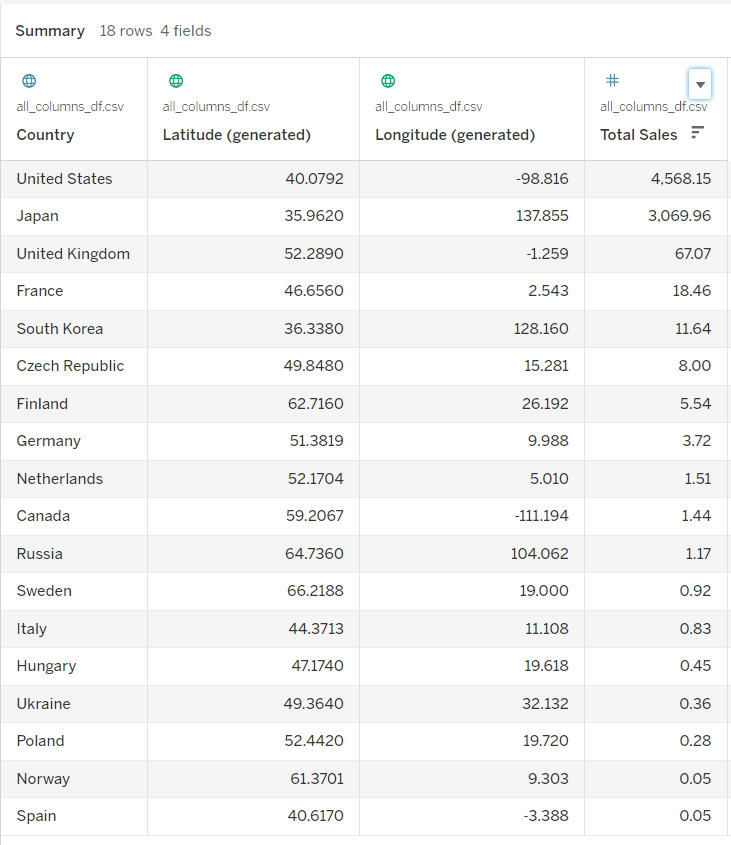 Summary 18 rows 4 fields
all_columns_df.csv all_columns_df.csv all_columns_df.csv all_columns_df.csv
Country Latitude (generated) Longitude (generated) Total Sales
United States 40.0792 -98.816 4,568.15
Japan 35.9620 137.855 3,069.96
United Kingdom 52.2890 -1.259 67.07
France 46.6560 2.543 18.46
South Korea 36.3380 128.160 11.64
Czech Republic 49.8480 15.281 8.00
Finland 62.7160 26.192 5.54
Germany 51.3819 9.988 3.72
Netherlands 52.1704 5.010 1.51
Canada 59.2067 -111.194 1.44
Russia 64.7360 104.062 1.17
Sweden 66.2188 19.000 0.92
Italy 44.3713 11.108 0.83
Hungary 47.1740 19.618 0.45
Ukraine 49.3640 32.132 0.36
Poland 52.4420 19.720 0.28
Norway 61.3701 9.303 0.05
Spain 40.6170 -3.388 0.05